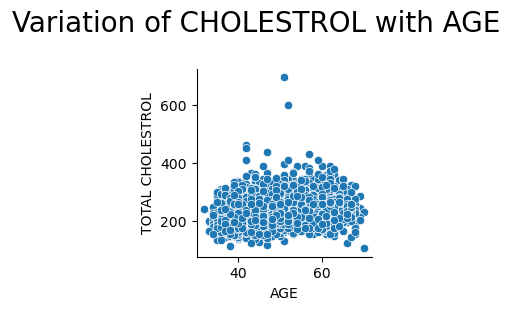 Variation of CHOLESTROL with AGE
600
400
200
TOTAL CHOLESTROL
40
60
AGE